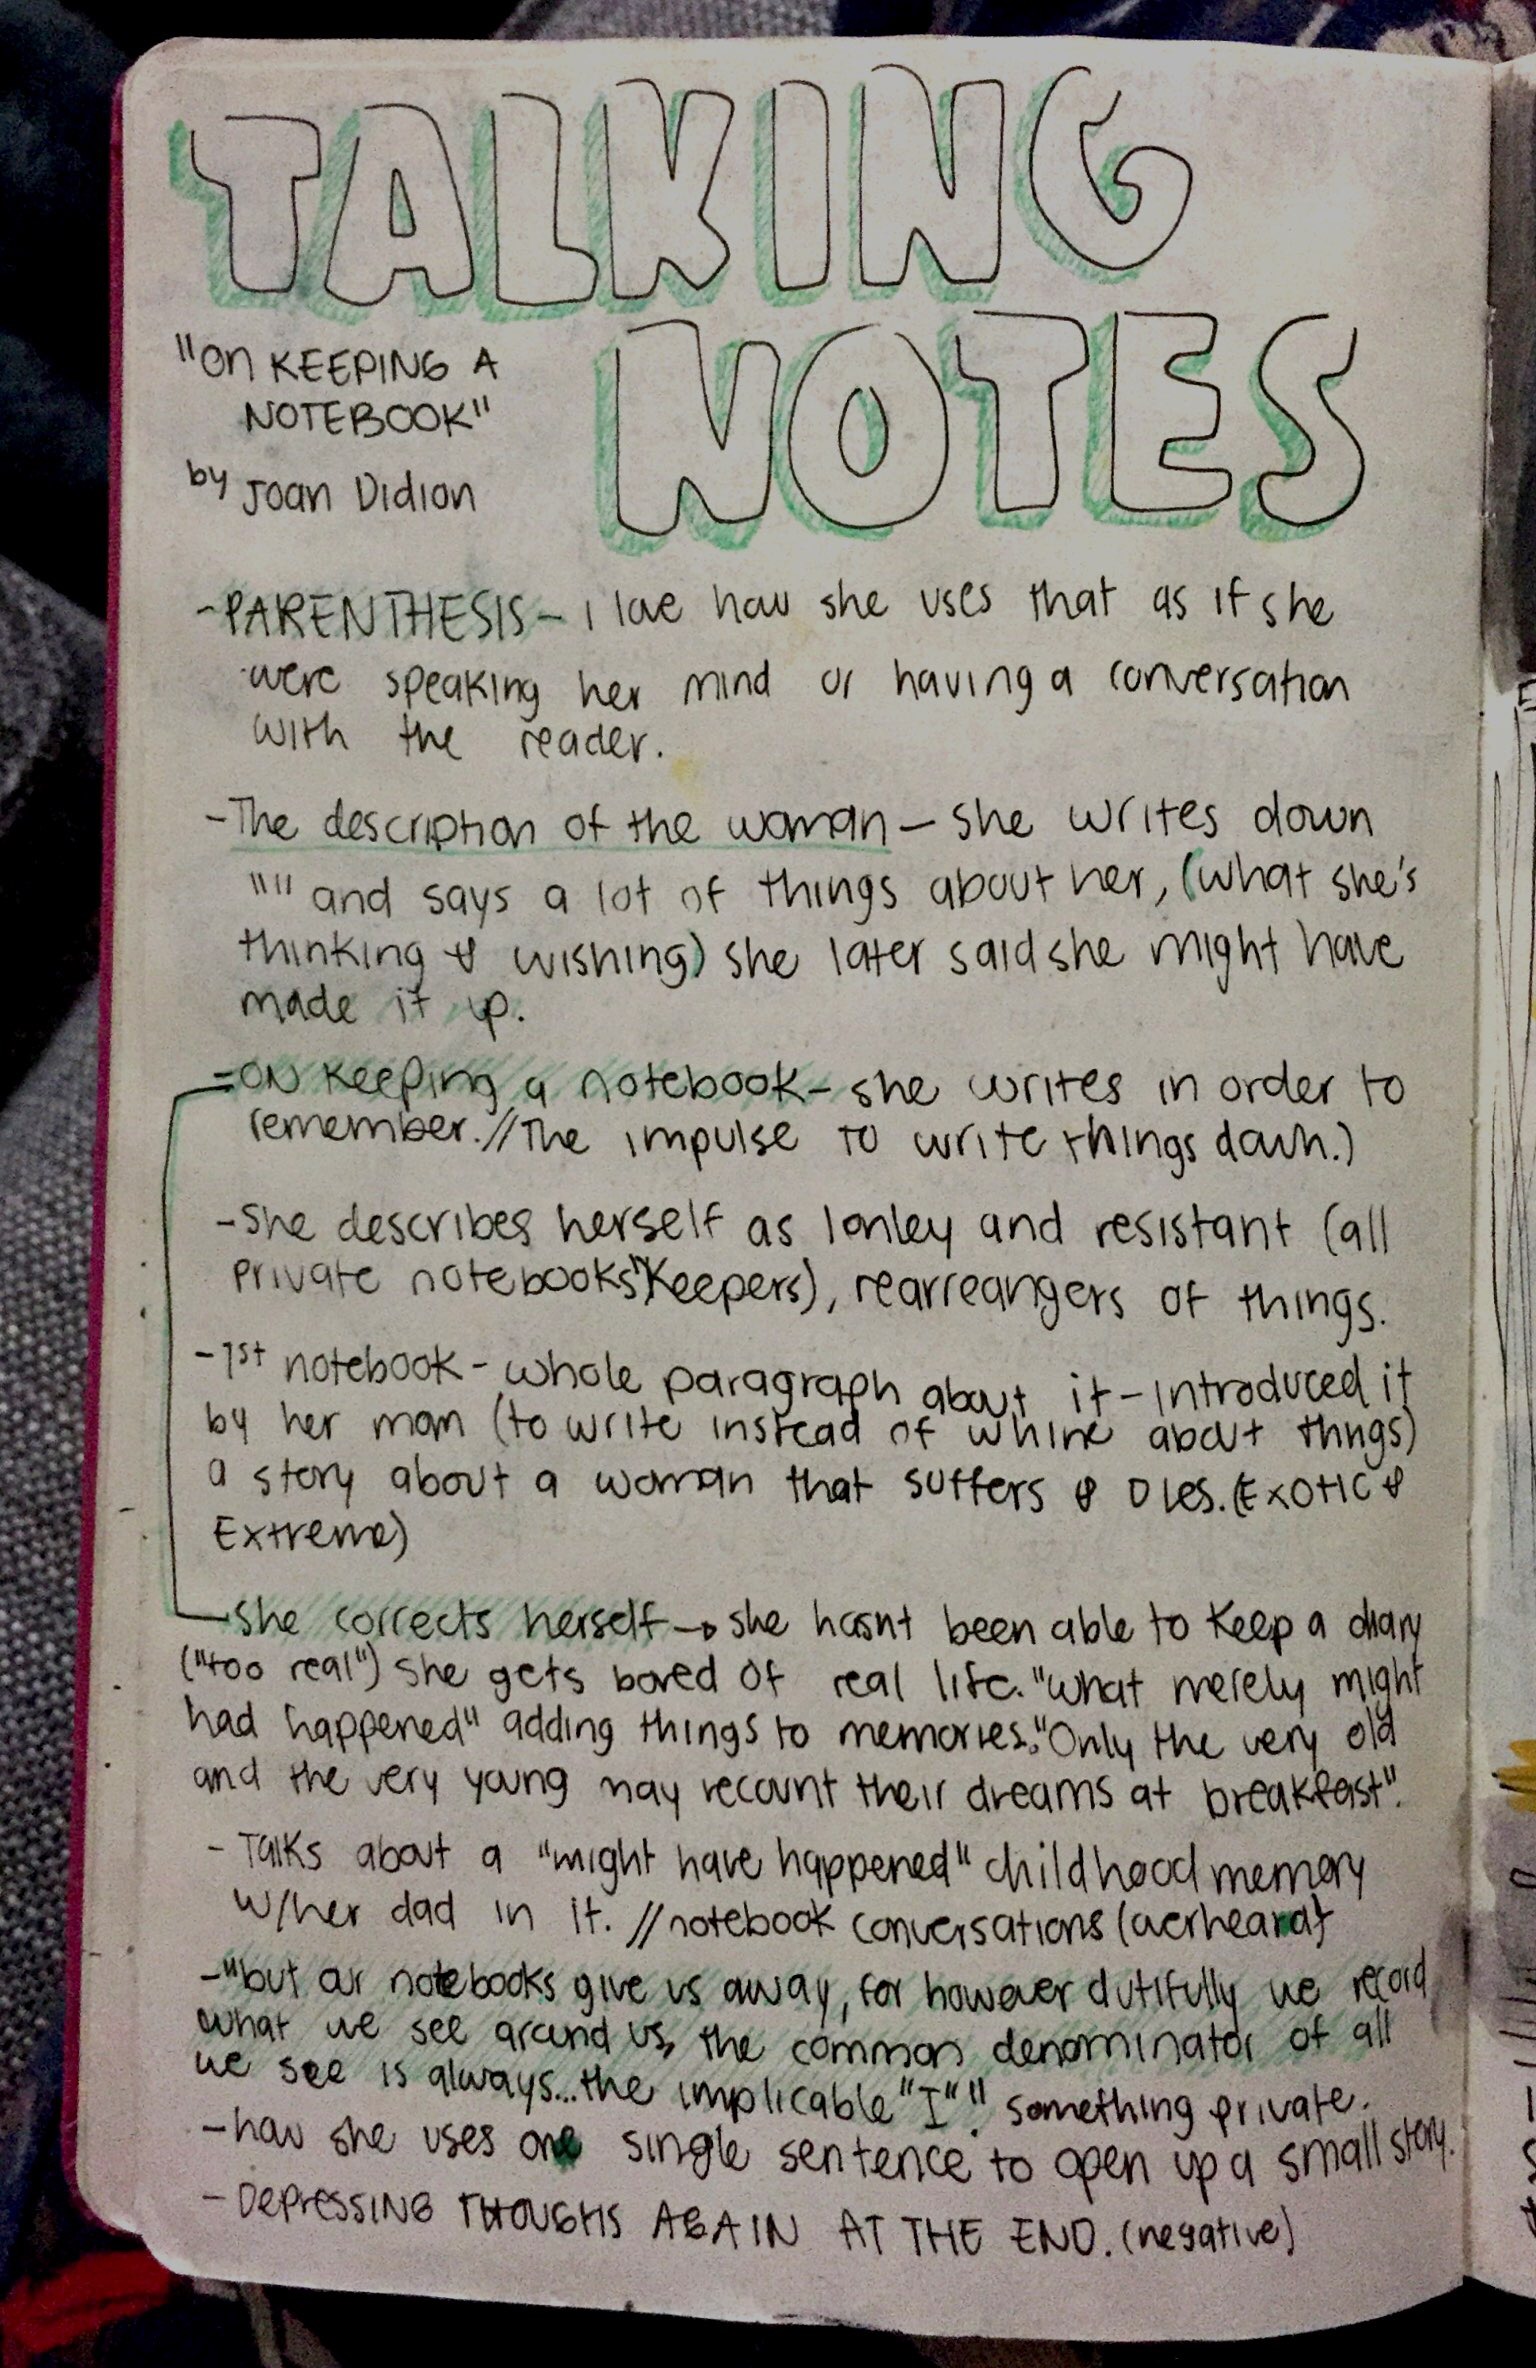 TALKING
NOTES
"On KEEPING A
NOTEBOOK"
by Joan Didion
- PARENTHESIS - I love how she uses that as if she
were speaking her mind or having a conversation
with the reader.
- The description of the woman - she writes down
"" and says a lot of things about her, (what she's
thinking & wishing) she later said she might have
made it up.
= ON Keeping a notebook - she writes in order to
remember. // The impulse to write things down.)
- She describes herself as lonley and resistant (all
private notebooks' Keepers), rearreangers of things.
- 1st notebook - whole paragraph about it - introduced it
by her mom (to write instead of whine about things)
a story about a woman that suffers & Dies. (Exotic &
Extreme)
She corrects herself → she hasnt been able to Keep a diary
("too real") She gets bored of real life. "what merely might
had happened" adding things to memories. "Only the very old
and the very young may recount their dreams at breakfast".
- Talks about a "might have happened" childhood memory
w/her dad in it. // notebook conversations (overheard)
- "but our notebooks give us away, for however dutifully we record
what we see around us, the common denominator of all
we see is always... the implicable "I"". something private.
- how she uses one single sentence to open up a small story.
- DEPRESSING THOUGHTS AGAIN AT THE END. (negative)